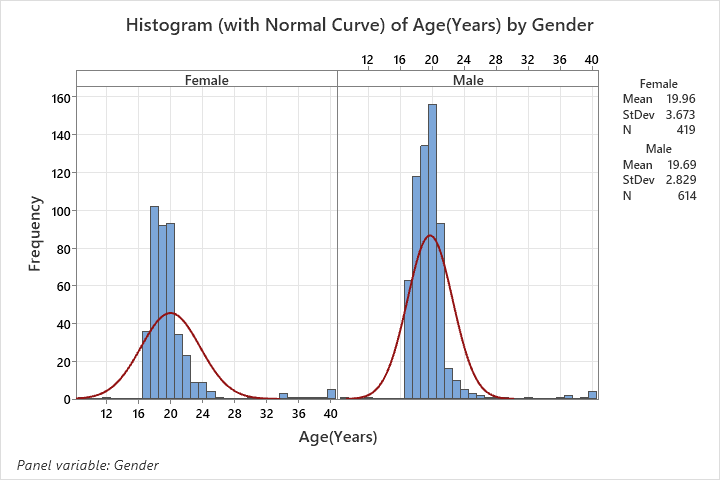 Histogram (with Normal Curve) of Age(Years) by Gender
12 16 20 24 28 32 36 40
Female Male
160
140
120
100
80
60
40
20
0
Frequency
12 16 20 24 28 32 36 40
Age(Years)
Female
Mean 19.96
StDev 3.673
N 419
Male
Mean 19.69
StDev 2.829
N 614
Panel variable: Gender